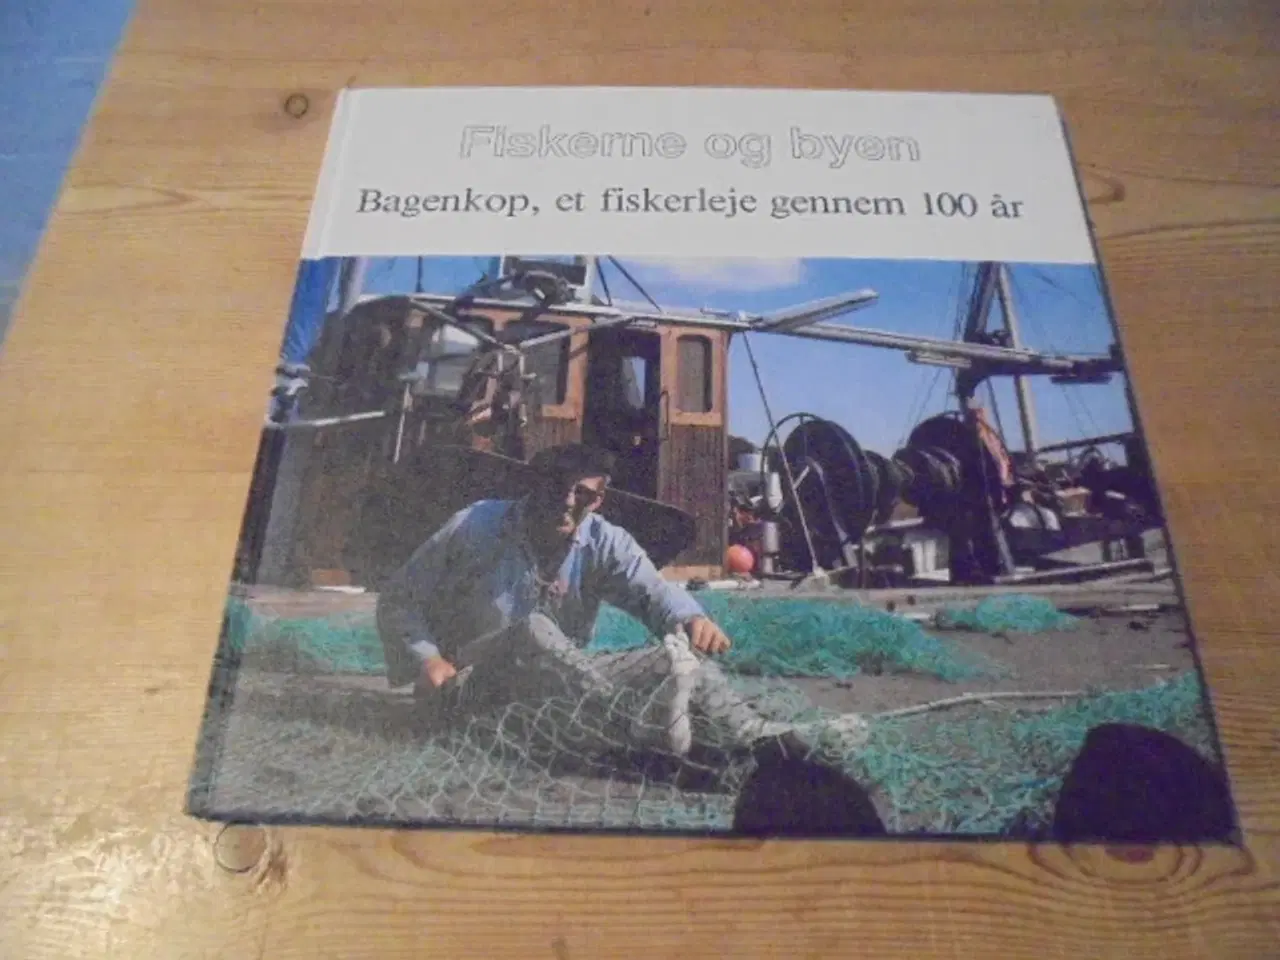 Fiskerne og byen
Bagenkop, et fiskerleje gennem 100 år